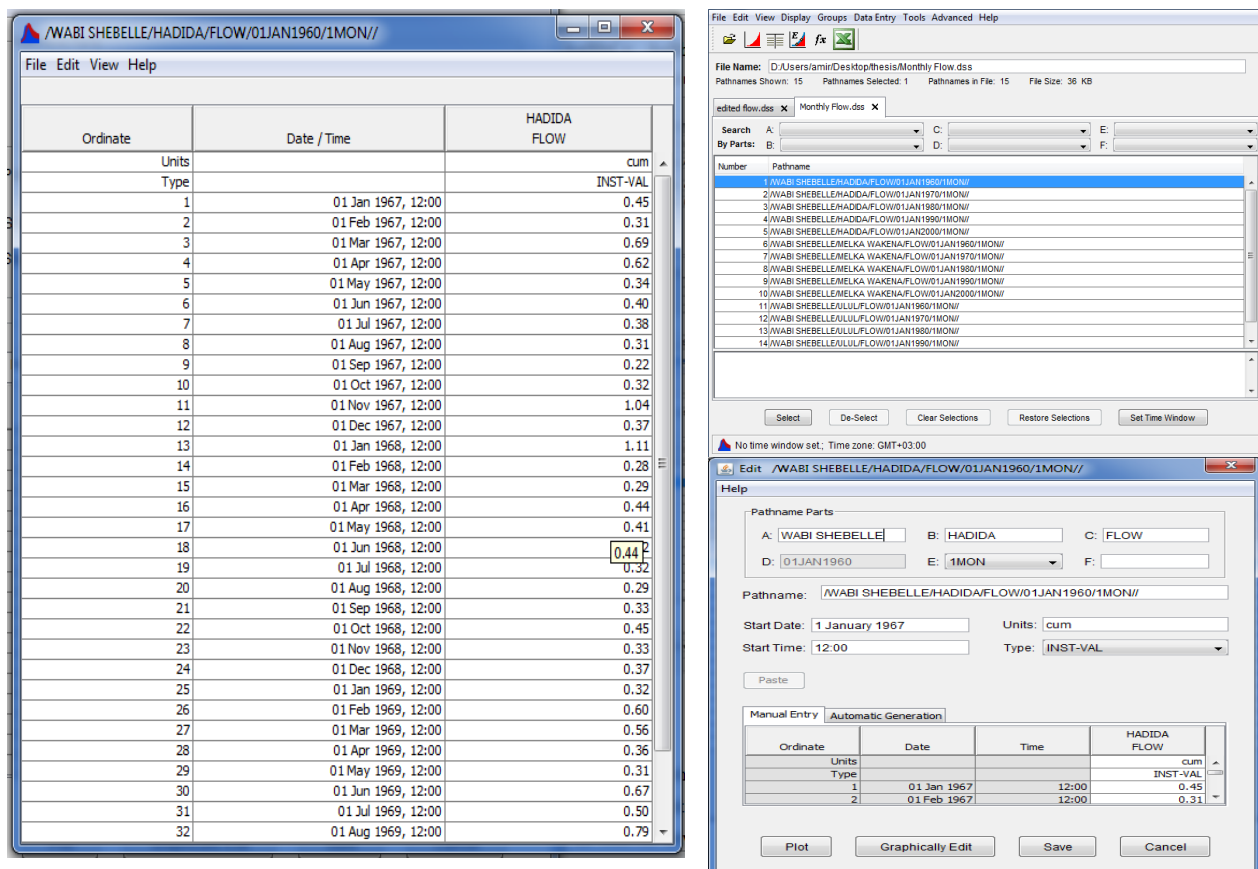 /WABI SHEBELLE/HADIDA/FLOW/01JAN1960/1MON//
File Edit View Help
Ordinate Date / Time HADIDA FLOW
Units cum
Type INST-VAL
1 01 Jan 1967, 12:00 0.45
2 01 Feb 1967, 12:00 0.31
3 01 Mar 1967, 12:00 0.69
4 01 Apr 1967, 12:00 0.62
5 01 May 1967, 12:00 0.34
6 01 Jun 1967, 12:00 0.40
7 01 Jul 1967, 12:00 0.38
8 01 Aug 1967, 12:00 0.31
9 01 Sep 1967, 12:00 0.22
10 01 Oct 1967, 12:00 0.32
11 01 Nov 1967, 12:00 1.04
12 01 Dec 1967, 12:00 0.37
13 01 Jan 1968, 12:00 1.11
14 01 Feb 1968, 12:00 0.28
15 01 Mar 1968, 12:00 0.29
16 01 Apr 1968, 12:00 0.44
17 01 May 1968, 12:00 0.41
18 01 Jun 1968, 12:00 2
0.44
19 01 Jul 1968, 12:00 0.32
20 01 Aug 1968, 12:00 0.29
21 01 Sep 1968, 12:00 0.33
22 01 Oct 1968, 12:00 0.45
23 01 Nov 1968, 12:00 0.33
24 01 Dec 1968, 12:00 0.37
25 01 Jan 1969, 12:00 0.32
26 01 Feb 1969, 12:00 0.60
27 01 Mar 1969, 12:00 0.56
28 01 Apr 1969, 12:00 0.36
29 01 May 1969, 12:00 0.31
30 01 Jun 1969, 12:00 0.67
31 01 Jul 1969, 12:00 0.50
32 01 Aug 1969, 12:00 0.79
File Edit View Display Groups Data Entry Tools Advanced Help
E fx
File Name: D:/Users/amir/Desktop/thesis/Monthly Flow.dss
Pathnames Shown: 15 Pathnames Selected: 1 Pathnames in File: 15 File Size: 36 KB
edited flow.dss Monthly Flow.dss
Search A: C: E:
By Parts: B: D: F:
Number Pathname
1 /WABI SHEBELLE/HADIDA/FLOW/01JAN1960/1MON//
2 /WABI SHEBELLE/HADIDA/FLOW/01JAN1970/1MON//
3 /WABI SHEBELLE/HADIDA/FLOW/01JAN1980/1MON//
4 /WABI SHEBELLE/HADIDA/FLOW/01JAN1990/1MON//
5 /WABI SHEBELLE/HADIDA/FLOW/01JAN2000/1MON//
6 /WABI SHEBELLE/MELKA WAKENA/FLOW/01JAN1960/1MON//
7 /WABI SHEBELLE/MELKA WAKENA/FLOW/01JAN1970/1MON//
8 /WABI SHEBELLE/MELKA WAKENA/FLOW/01JAN1980/1MON//
9 /WABI SHEBELLE/MELKA WAKENA/FLOW/01JAN1990/1MON//
10 /WABI SHEBELLE/MELKA WAKENA/FLOW/01JAN2000/1MON//
11 /WABI SHEBELLE/ULUL/FLOW/01JAN1960/1MON//
12 /WABI SHEBELLE/ULUL/FLOW/01JAN1970/1MON//
13 /WABI SHEBELLE/ULUL/FLOW/01JAN1980/1MON//
14 /WABI SHEBELLE/ULUL/FLOW/01JAN1990/1MON//
Select De-Select Clear Selections Restore Selections Set Time Window
No time window set.; Time zone: GMT+03:00
Edit /WABI SHEBELLE/HADIDA/FLOW/01JAN1960/1MON//
Help
Pathname Parts
A: WABI SHEBELLE B: HADIDA C: FLOW
D: 01JAN1960 E: 1MON F:
Pathname: /WABI SHEBELLE/HADIDA/FLOW/01JAN1960/1MON//
Start Date: 1 January 1967 Units: cum
Start Time: 12:00 Type: INST-VAL
Paste
Manual Entry Automatic Generation
Ordinate Date Time HADIDA FLOW
Units cum
Type INST-VAL
1 01 Jan 1967 12:00 0.45
2 01 Feb 1967 12:00 0.31
Plot Graphically Edit Save Cancel